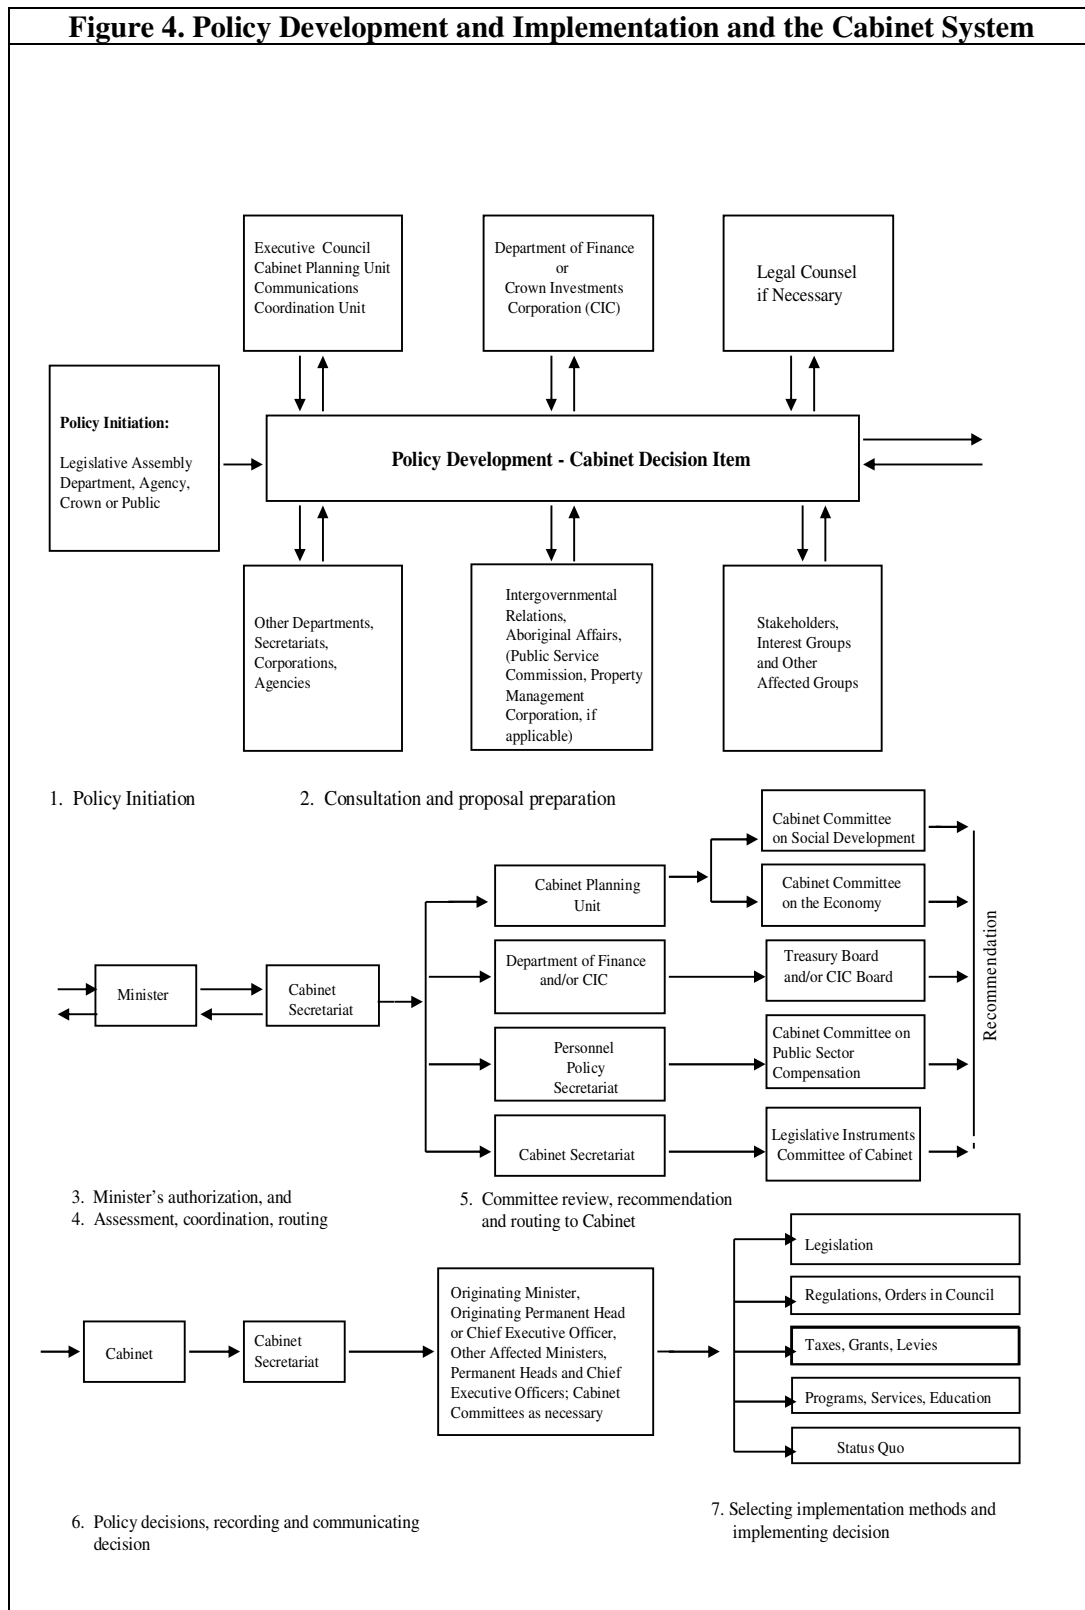 Figure 4. Policy Development and Implementation and the Cabinet System
Executive Council
Cabinet Planning Unit
Communications
Coordination Unit
Department of Finance
or
Crown Investments
Corporation (CIC)
Legal Counsel
if Necessary
Policy Initiation:
Legislative Assembly
Department, Agency,
Crown or Public
Policy Development - Cabinet Decision Item
Other Departments,
Secretariats,
Corporations,
Agencies
Intergovernmental
Relations,
Aboriginal Affairs,
(Public Service
Commission, Property
Management
Corporation, if
applicable)
Stakeholders,
Interest Groups
and Other
Affected Groups
1. Policy Initiation
2. Consultation and proposal preparation
Minister
Cabinet
Secretariat
Cabinet Planning
Unit
Department of Finance
and/or CIC
Personnel
Policy
Secretariat
Cabinet Secretariat
Cabinet Committee
on Social Development
Cabinet Committee
on the Economy
Treasury Board
and/or CIC Board
Cabinet Committee on
Public Sector
Compensation
Legislative Instruments
Committee of Cabinet
Recommendation
3. Minister's authorization, and
4. Assessment, coordination, routing
5. Committee review, recommendation
and routing to Cabinet
Cabinet
Cabinet
Secretariat
Originating Minister,
Originating Permanent Head
or Chief Executive Officer,
Other Affected Ministers,
Permanent Heads and Chief
Executive Officers; Cabinet
Committees as necessary
Legislation
Regulations, Orders in Council
Taxes, Grants, Levies
Programs, Services, Education
Status Quo
6. Policy decisions, recording and communicating
decision
7. Selecting implementation methods and
implementing decision